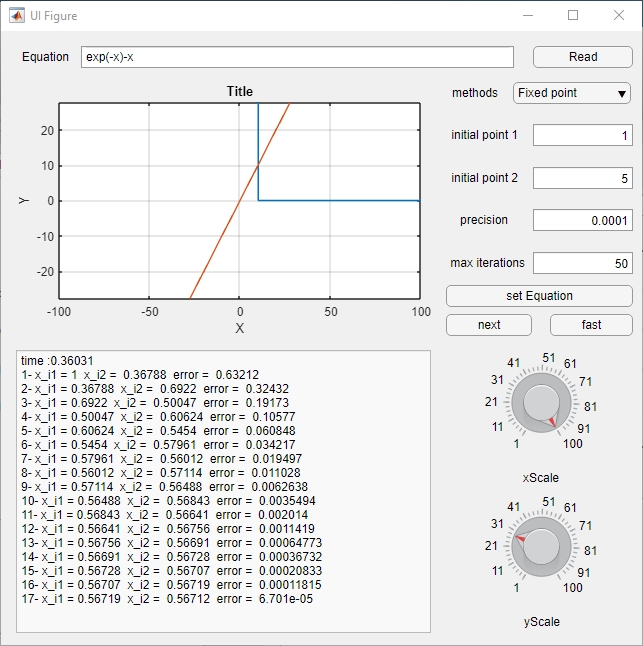 UI Figure
Equation exp(-x)-x Read
Title
methods Fixed point
initial point 1 1
initial point 2 5
precision 0.0001
max iterations 50
set Equation
next fast
Y
20
10
0
-10
-20
-100 -50 0 50 100
X
time :0.36031
1- x_i1 = 1 x_i2 = 0.36788 error = 0.63212
2- x_i1 = 0.36788 x_i2 = 0.6922 error = 0.32432
3- x_i1 = 0.6922 x_i2 = 0.50047 error = 0.19173
4- x_i1 = 0.50047 x_i2 = 0.60624 error = 0.10577
5- x_i1 = 0.60624 x_i2 = 0.5454 error = 0.060848
6- x_i1 = 0.5454 x_i2 = 0.57961 error = 0.034217
7- x_i1 = 0.57961 x_i2 = 0.56012 error = 0.019497
8- x_i1 = 0.56012 x_i2 = 0.57114 error = 0.011028
9- x_i1 = 0.57114 x_i2 = 0.56488 error = 0.0062638
10- x_i1 = 0.56488 x_i2 = 0.56843 error = 0.0035494
11- x_i1 = 0.56843 x_i2 = 0.56641 error = 0.002014
12- x_i1 = 0.56641 x_i2 = 0.56756 error = 0.0011419
13- x_i1 = 0.56756 x_i2 = 0.56691 error = 0.00064773
14- x_i1 = 0.56691 x_i2 = 0.56728 error = 0.00036732
15- x_i1 = 0.56728 x_i2 = 0.56707 error = 0.00020833
16- x_i1 = 0.56707 x_i2 = 0.56719 error = 0.00011815
17- x_i1 = 0.56719 x_i2 = 0.56712 error = 6.701e-05
1 11 21 31 41 51 61 71 81 91 100
xScale
1 11 21 31 41 51 61 71 81 91 100
yScale